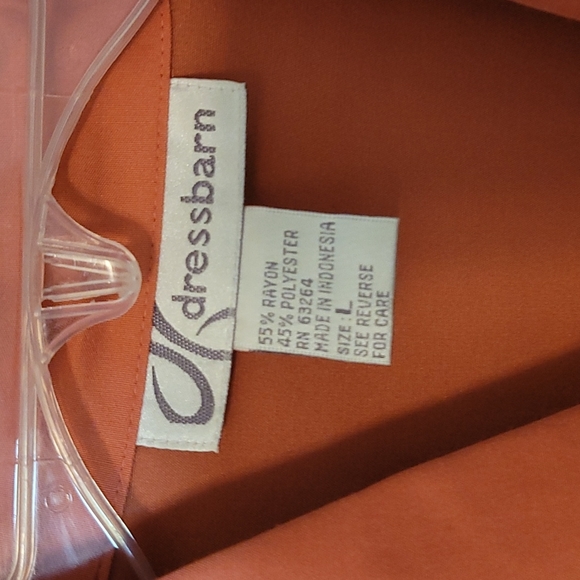 dressbarn
55% RAYON
45% POLYESTER
RN 63264
MADE IN INDONESIA
SIZE: L
SEE REVERSE
FOR CARE